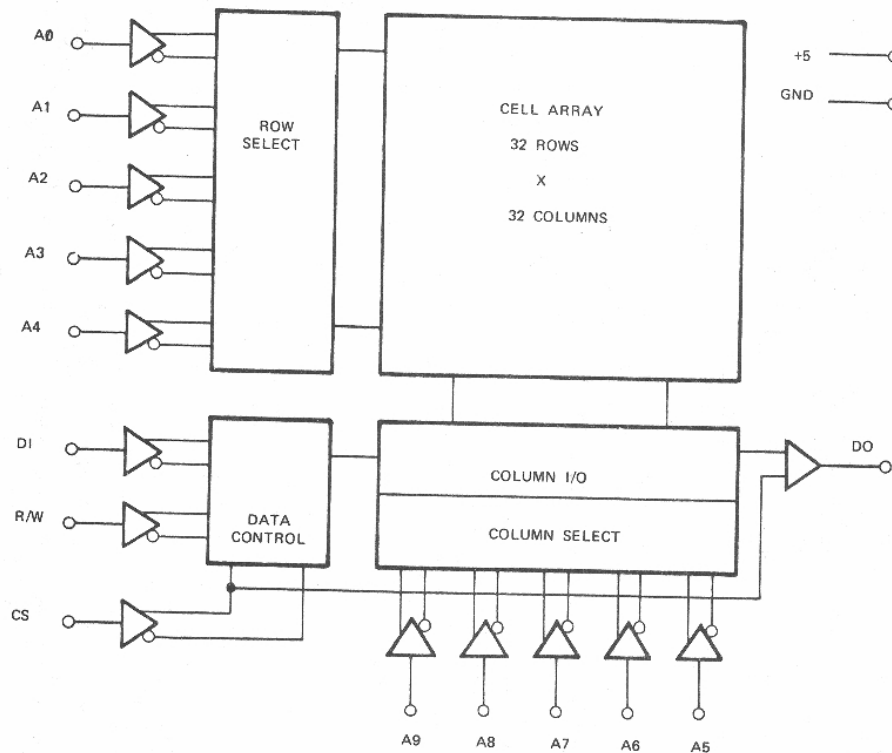 A0
A1
A2
A3
A4
ROW
SELECT
CELL ARRAY
32 ROWS
X
32 COLUMNS
+5
GND
DI
R/W
CS
DATA
CONTROL
COLUMN I/O
COLUMN SELECT
DO
A9
A8
A7
A6
A5